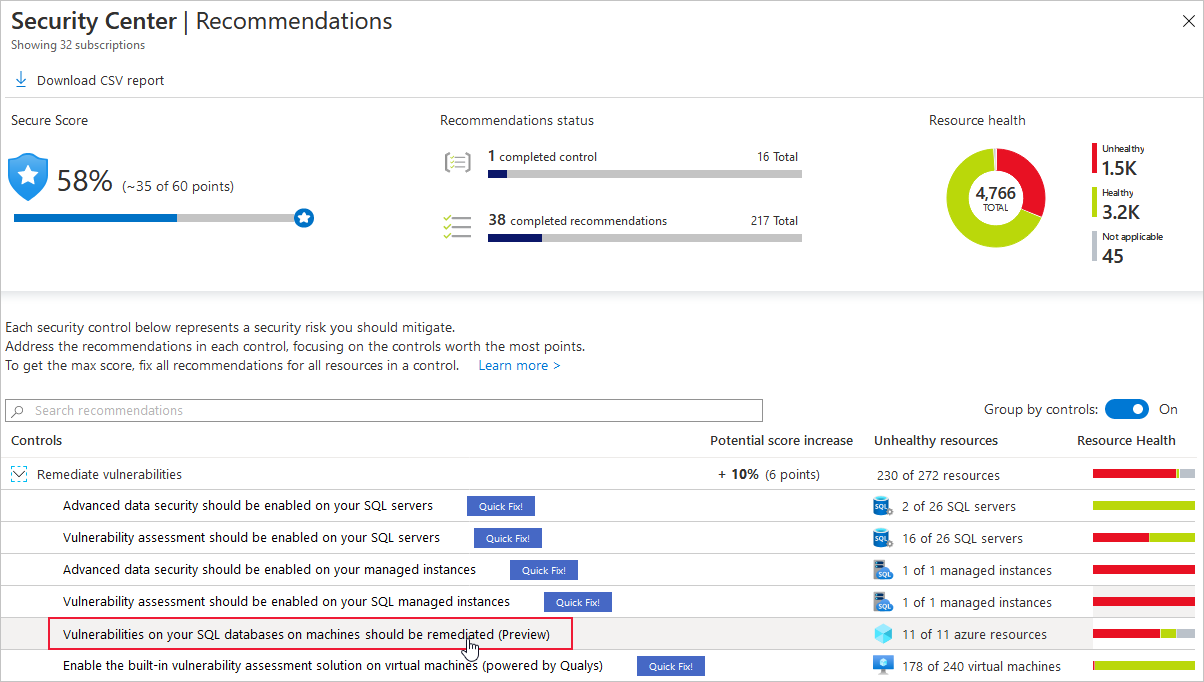 Security Center | Recommendations
Showing 32 subscriptions
Download CSV report
Secure Score
58% (~35 of 60 points)
Recommendations status
1 completed control 16 Total
38 completed recommendations 217 Total
Resource health
4,766
TOTAL
Unhealthy
1.5K
Healthy
3.2K
Not applicable
45
Each security control below represents a security risk you should mitigate.
Address the recommendations in each control, focusing on the controls worth the most points.
To get the max score, fix all recommendations for all resources in a control. Learn more >
Search recommendations
Group by controls: On
Controls Potential score increase Unhealthy resources Resource Health
Remediate vulnerabilities + 10% (6 points) 230 of 272 resources
Advanced data security should be enabled on your SQL servers Quick Fix! SQL 2 of 26 SQL servers
Vulnerability assessment should be enabled on your SQL servers Quick Fix! SQL 16 of 26 SQL servers
Advanced data security should be enabled on your managed instances Quick Fix! SQL 1 of 1 managed instances
Vulnerability assessment should be enabled on your SQL managed instances Quick Fix! SQL 1 of 1 managed instances
Vulnerabilities on your SQL databases on machines should be remediated (Preview) 11 of 11 azure resources
Enable the built-in vulnerability assessment solution on virtual machines (powered by Qualys) Quick Fix! 178 of 240 virtual machines